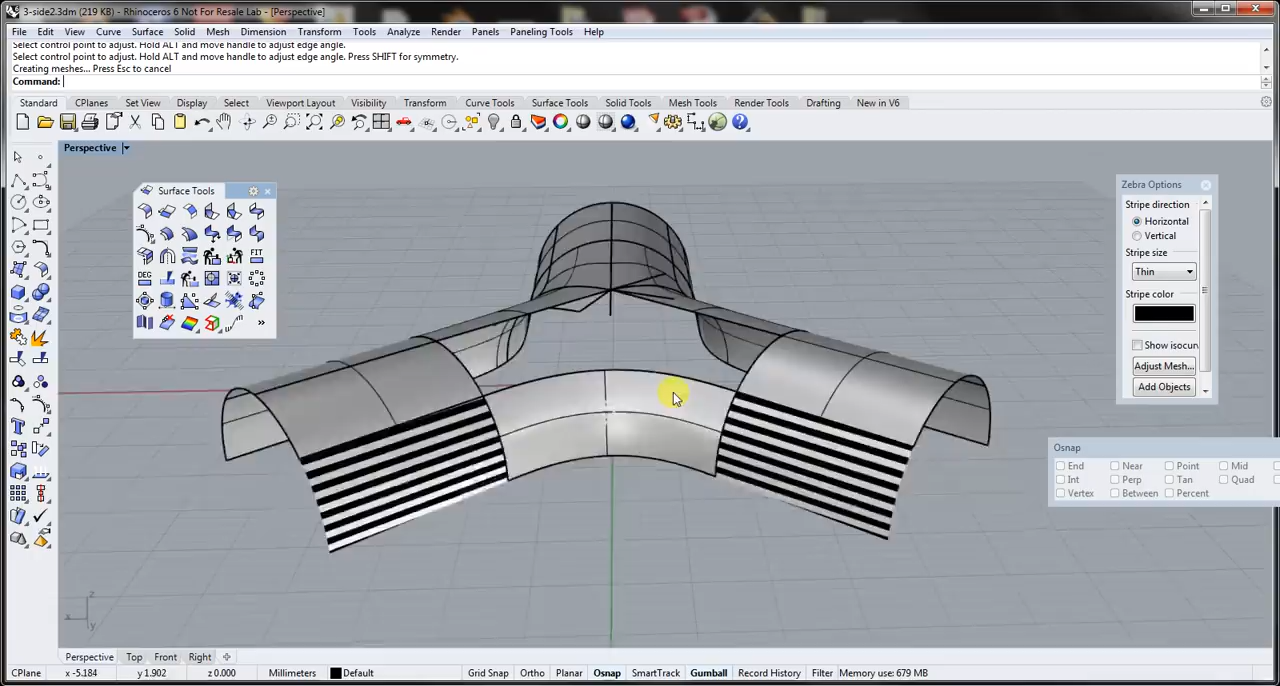 3-side2.3dm (219 KB) - Rhinoceros 6 Not For Resale Lab - [Perspective]
File Edit View Curve Surface Solid Mesh Dimension Transform Tools Analyze Render Panels Paneling Tools Help
Select control point to adjust. Hold ALT and move handle to adjust edge angle.
Select control point to adjust. Hold ALT and move handle to adjust edge angle. Press SHIFT for symmetry.
Creating meshes... Press Esc to cancel
Command:
Standard CPlanes Set View Display Select Viewport Layout Visibility Transform Curve Tools Surface Tools Solid Tools Mesh Tools Render Tools Drafting New in V6
Perspective
Surface Tools
FIT
DEG
Zebra Options
Stripe direction
Horizontal
Vertical
Stripe size
Thin
Stripe color
Show isocur
Adjust Mesh...
Add Objects
Osnap
End Near Point Mid
Int Perp Tan Quad
Vertex Between Percent
z
x
y
Perspective Top Front Right
CPlane x -5.184 y 1.902 z 0.000 Millimeters Default Grid Snap Ortho Planar Osnap SmartTrack Gumball Record History Filter Memory use: 679 MB